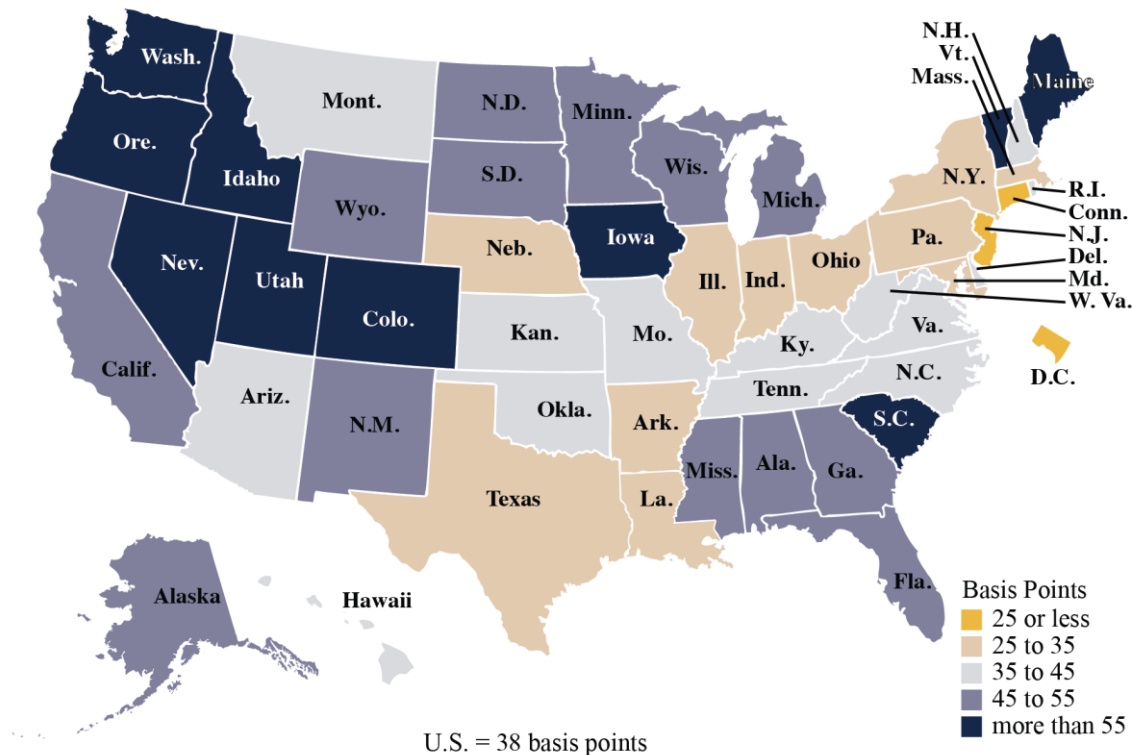 N.H.
Vt.
Mass.
Maine
Wash.
Mont.
N.D.
Minn.
Ore.
Idaho
S.D.
Wis.
Mich.
N.Y.
R.I.
Conn.
N.J.
Del.
Md.
W. Va.
Wyo.
Iowa
Neb.
Ill.
Ind.
Ohio
Pa.
Nev.
Utah
Colo.
Kan.
Mo.
Ky.
Va.
D.C.
Calif.
Ariz.
N.M.
Okla.
Ark.
Tenn.
N.C.
S.C.
Texas
La.
Miss.
Ala.
Ga.
Fla.
Alaska
Hawaii
Basis Points
25 or less
25 to 35
35 to 45
45 to 55
more than 55
U.S. = 38 basis points